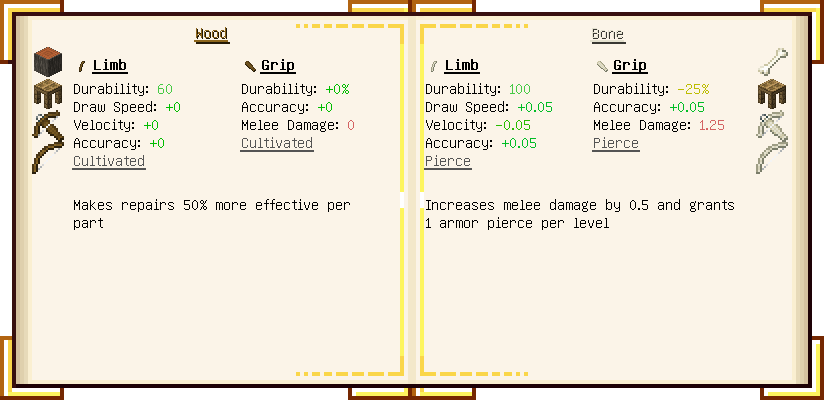 Wood
Limb
Durability: 60
Draw Speed: +0
Velocity: +0
Accuracy: +0
Cultivated
Grip
Durability: +0%
Accuracy: +0
Melee Damage: 0
Cultivated
Makes repairs 50% more effective per
part
Bone
Limb
Durability: 100
Draw Speed: +0.05
Velocity: -0.05
Accuracy: +0.05
Pierce
Grip
Durability: -25%
Accuracy: +0.05
Melee Damage: 1.25
Pierce
Increases melee damage by 0.5 and grants
1 armor pierce per level